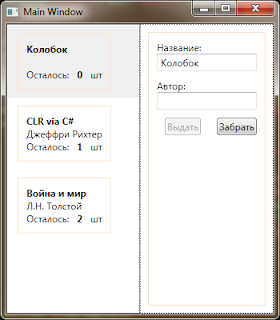 Main Window
Колобок
Осталось: 0 шт
CLR via C#
Джеффри Рихтер
Осталось: 1 шт
Война и мир
Л.Н. Толстой
Осталось: 2 шт
Название:
Колобок
Автор:
Выдать Забрать